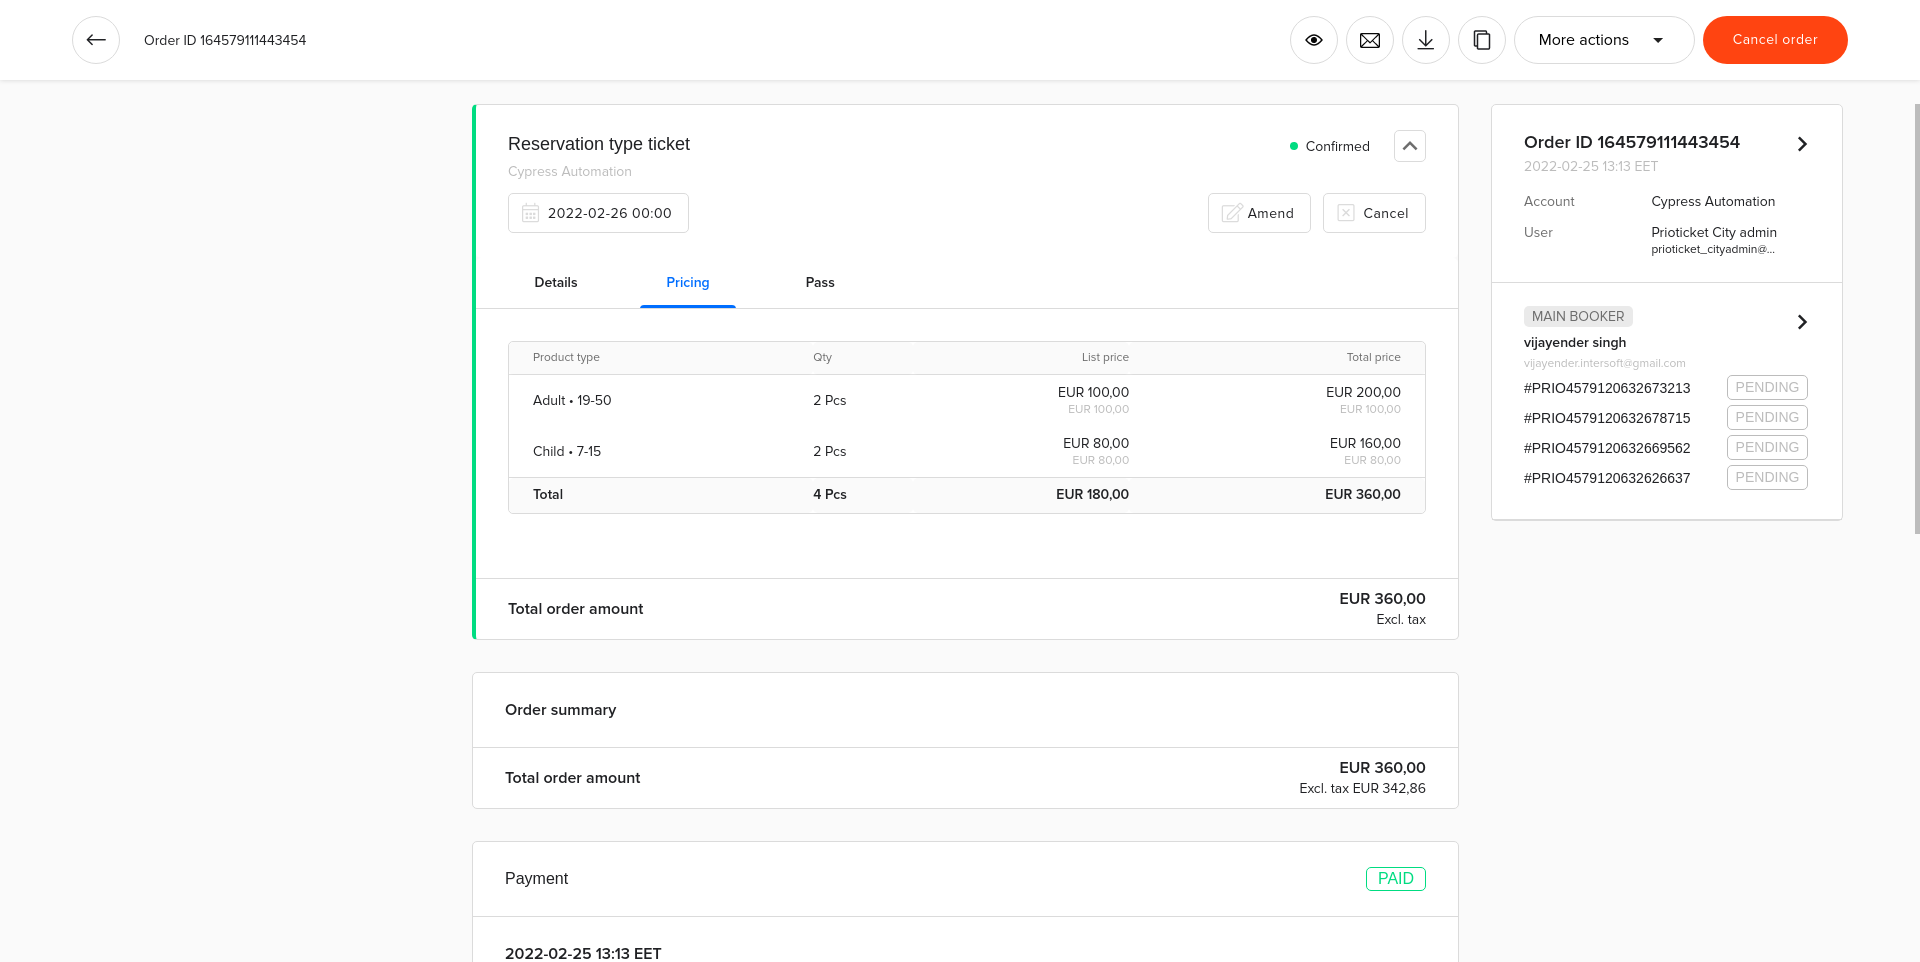 Order ID 164579111443454
More actions
Cancel order
Reservation type ticket
Confirmed
Cypress Automation
2022-02-26 00:00
Amend
Cancel
Details
Pricing
Pass
Product type Qty List price Total price
Adult • 19-50 2 Pcs EUR 100,00 EUR 200,00
EUR 100,00 EUR 100,00
Child • 7-15 2 Pcs EUR 80,00 EUR 160,00
EUR 80,00 EUR 80,00
Total 4 Pcs EUR 180,00 EUR 360,00
Total order amount EUR 360,00
Excl. tax
Order summary
Total order amount EUR 360,00
Excl. tax EUR 342,86
Payment PAID
2022-02-25 13:13 EET
Order ID 164579111443454
2022-02-25 13:13 EET
Account Cypress Automation
User Prioticket City admin
prioticket_cityadmin@...
MAIN BOOKER
vijayender singh
vijayender.intersoft@gmail.com
#PRIO4579120632673213 PENDING
#PRIO4579120632678715 PENDING
#PRIO4579120632669562 PENDING
#PRIO4579120632626637 PENDING